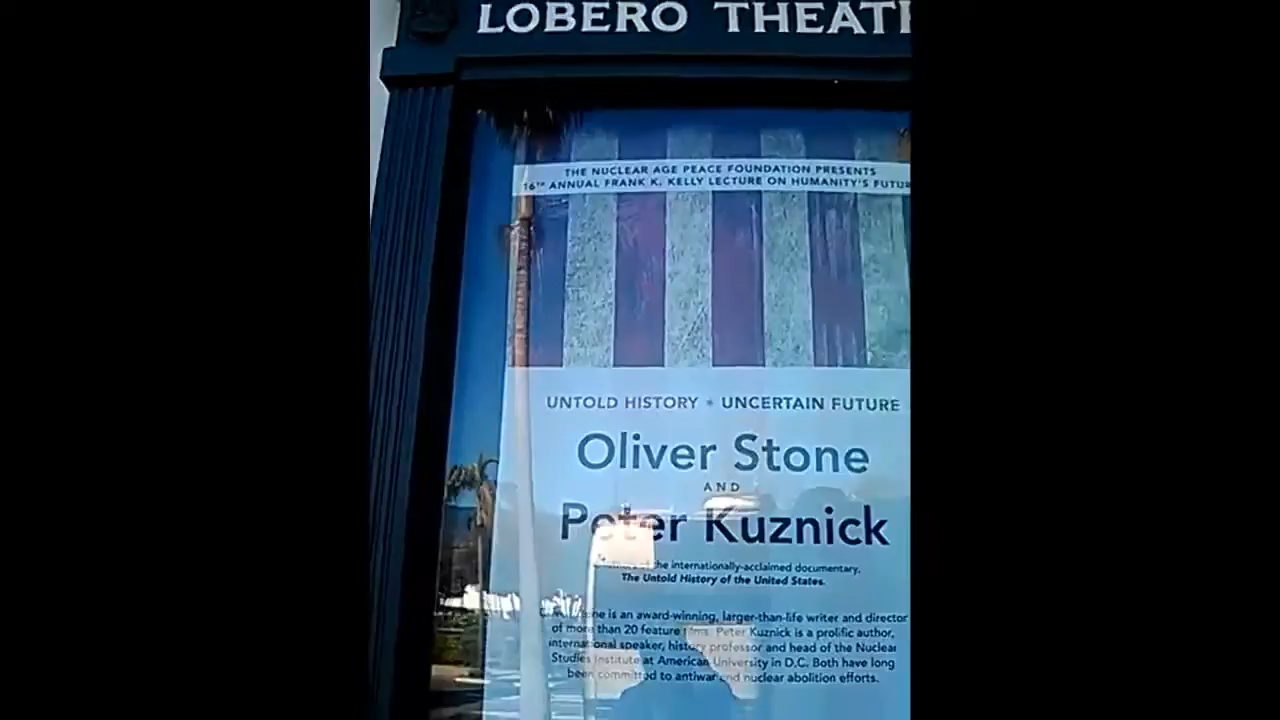 LOBERO THEAT
THE NUCLEAR AGE PEACE FOUNDATION PRESENTS
16TH ANNUAL FRANK K. KELLY LECTURE ON HUMANITY'S FUTUR
UNTOLD HISTORY • UNCERTAIN FUTURE
Oliver Stone
AND
Peter Kuznick
the internationally-acclaimed documentary,
The Untold History of the United States.
is an award-winning, larger-than-life writer and director
of more than 20 feature films. Peter Kuznick is a prolific author,
international speaker, history professor and head of the Nuclear
Studies Institute at American University in D.C. Both have long
been committed to antiwar and nuclear abolition efforts.